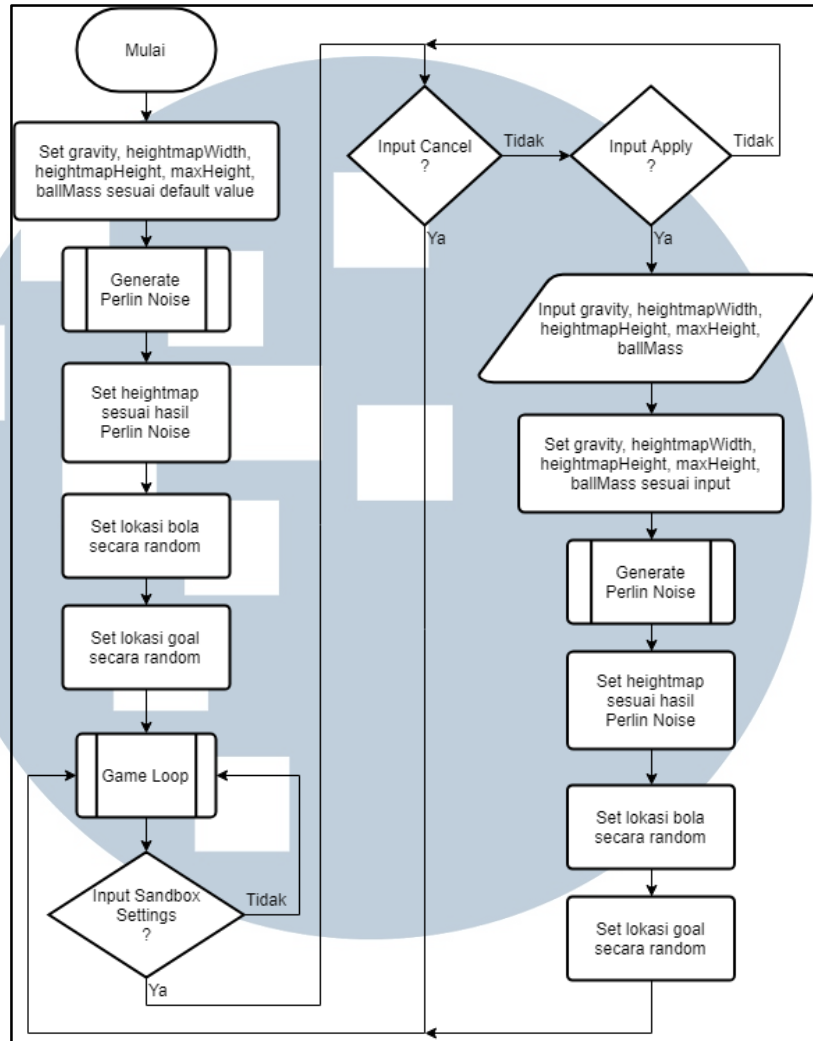 Mulai
Set gravity, heightmapWidth,
heightmapHeight, maxHeight,
ballMass sesuai default value
Generate
Perlin Noise
Set heightmap
sesuai hasil
Perlin Noise
Set lokasi bola
secara random
Set lokasi goal
secara random
Game Loop
Input Sandbox
Settings
?
Tidak
Ya
Input Cancel
?
Tidak
Ya
Input Apply
?
Tidak
Ya
Input gravity, heightmapWidth,
heightmapHeight, maxHeight,
ballMass
Set gravity, heightmapWidth,
heightmapHeight, maxHeight,
ballMass sesuai input
Generate
Perlin Noise
Set heightmap
sesuai hasil
Perlin Noise
Set lokasi bola
secara random
Set lokasi goal
secara random